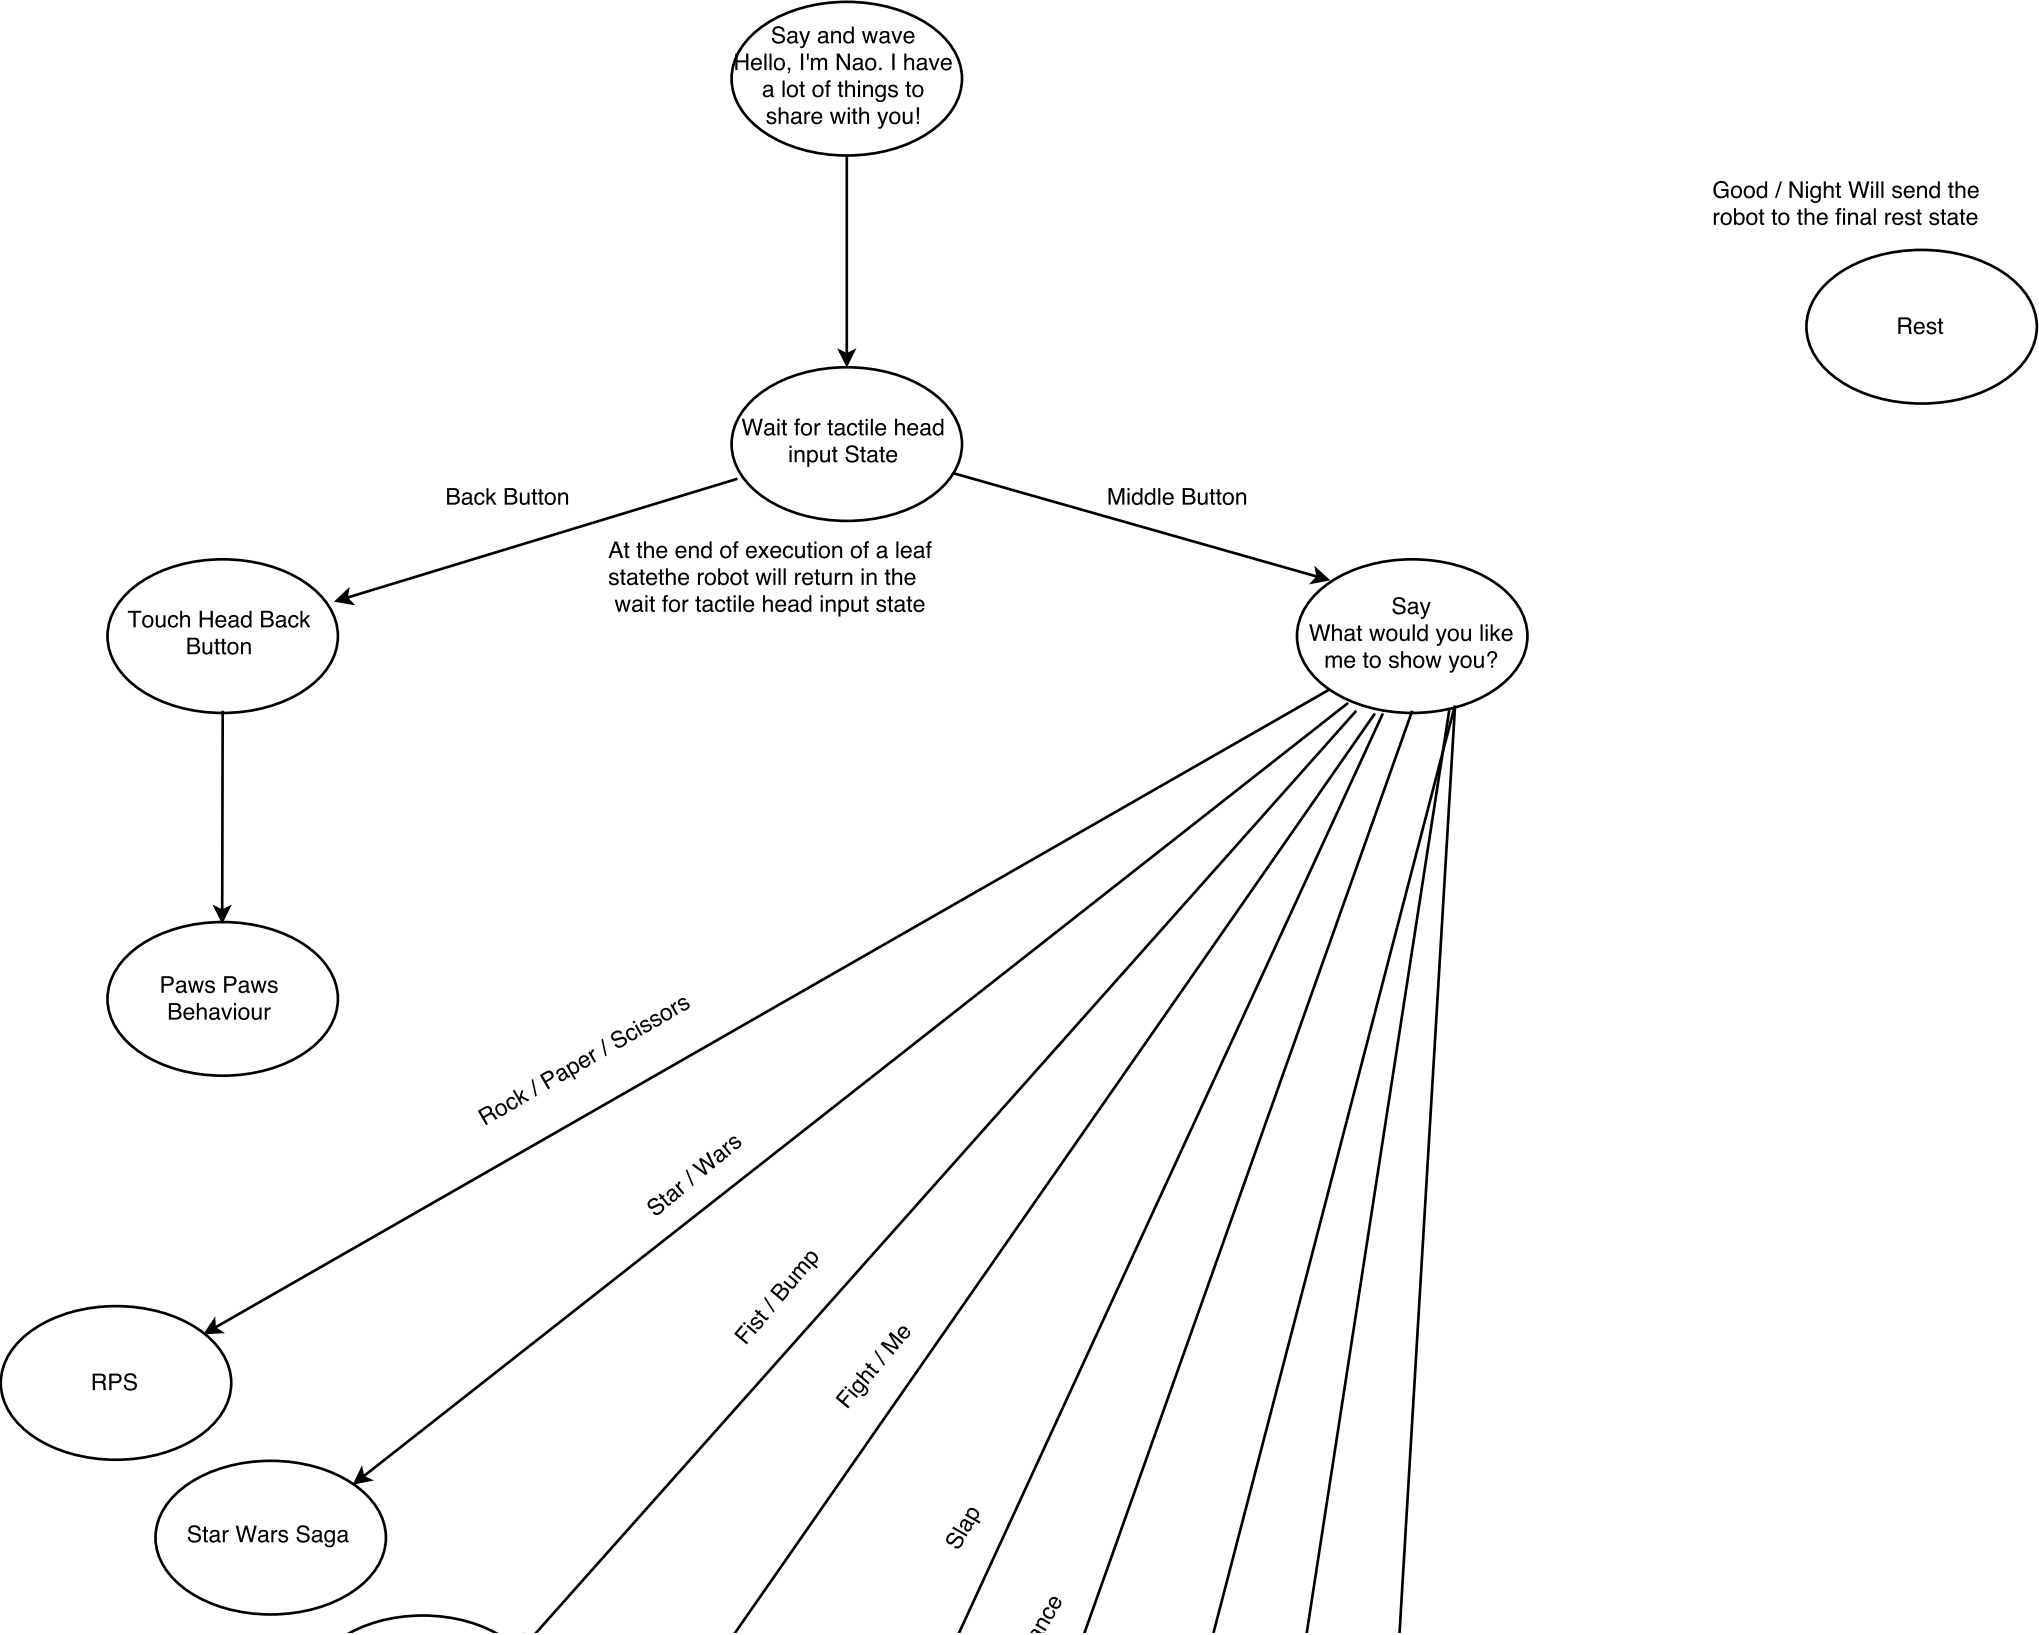 Say and wave
Hello, I'm Nao. I have
a lot of things to
share with you!
Good / Night Will send the
robot to the final rest state
Rest
Wait for tactile head
input State
Back Button
Middle Button
At the end of execution of a leaf
statethe robot will return in the
wait for tactile head input state
Touch Head Back
Button
Say
What would you like
me to show you?
Paws Paws
Behaviour
Rock / Paper / Scissors
Star / Wars
Fist / Bump
Fight / Me
RPS
Slap
Star Wars Saga